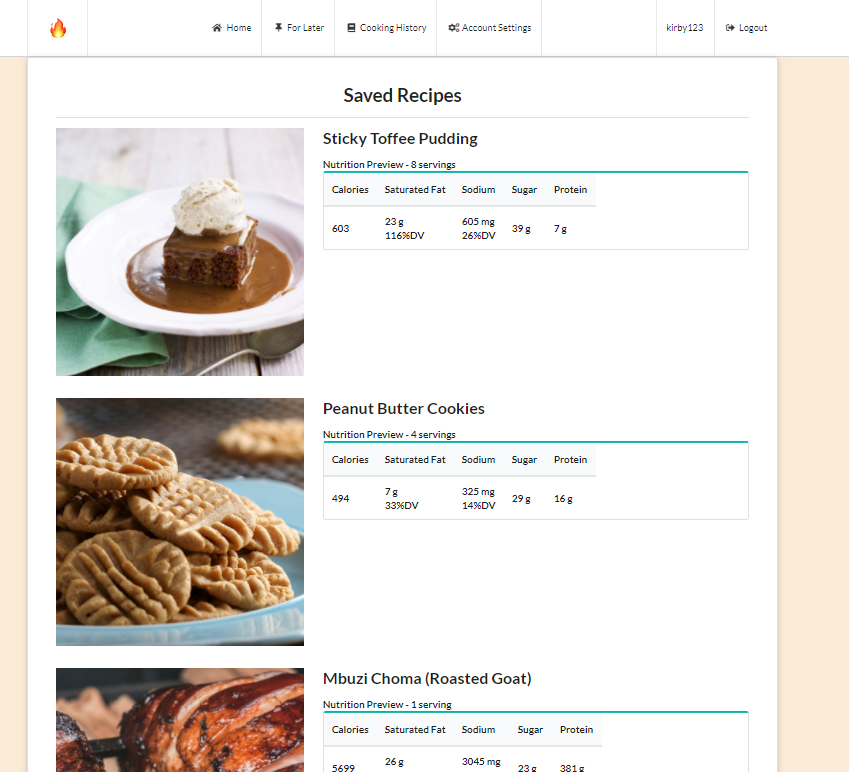 Home For Later Cooking History Account Settings kirby123 Logout
Saved Recipes
Sticky Toffee Pudding
Nutrition Preview - 8 servings
Calories Saturated Fat Sodium Sugar Protein
603 23 g 605 mg 39 g 7 g
116%DV 26%DV
Peanut Butter Cookies
Nutrition Preview - 4 servings
Calories Saturated Fat Sodium Sugar Protein
494 7 g 325 mg 29 g 16 g
33%DV 14%DV
Mbuzi Choma (Roasted Goat)
Nutrition Preview - 1 serving
Calories Saturated Fat Sodium Sugar Protein
5699 26 g 3045 mg 23 g 381 g